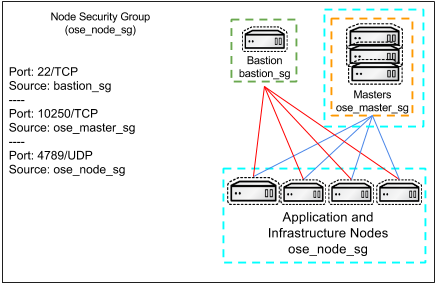 Node Security Group
(ose_node_sg)
Port: 22/TCP
Source: bastion_sg
----
Port: 10250/TCP
Source: ose_master_sg
----
Port: 4789/UDP
Source: ose_node_sg
Bastion
bastion_sg
Masters
ose_master_sg
Application and
Infrastructure Nodes
ose_node_sg